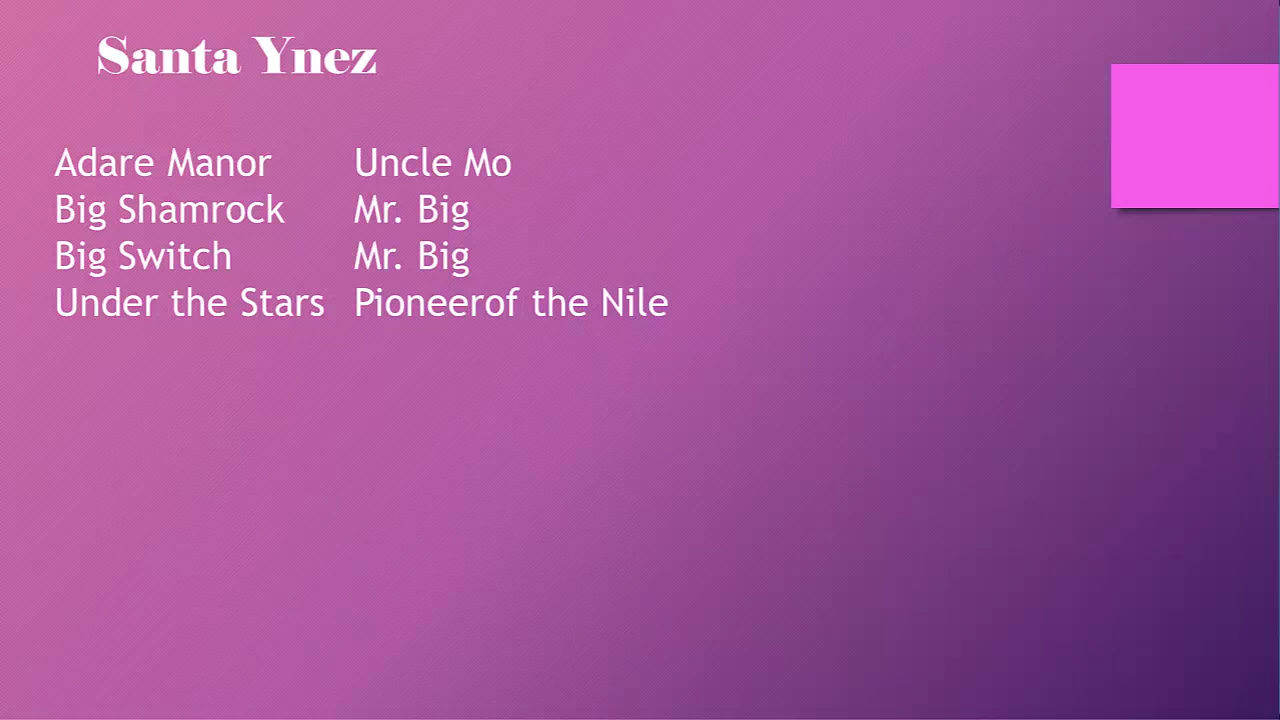 Santa Ynez
Adare Manor Uncle Mo
Big Shamrock Mr. Big
Big Switch Mr. Big
Under the Stars Pioneerof the Nile